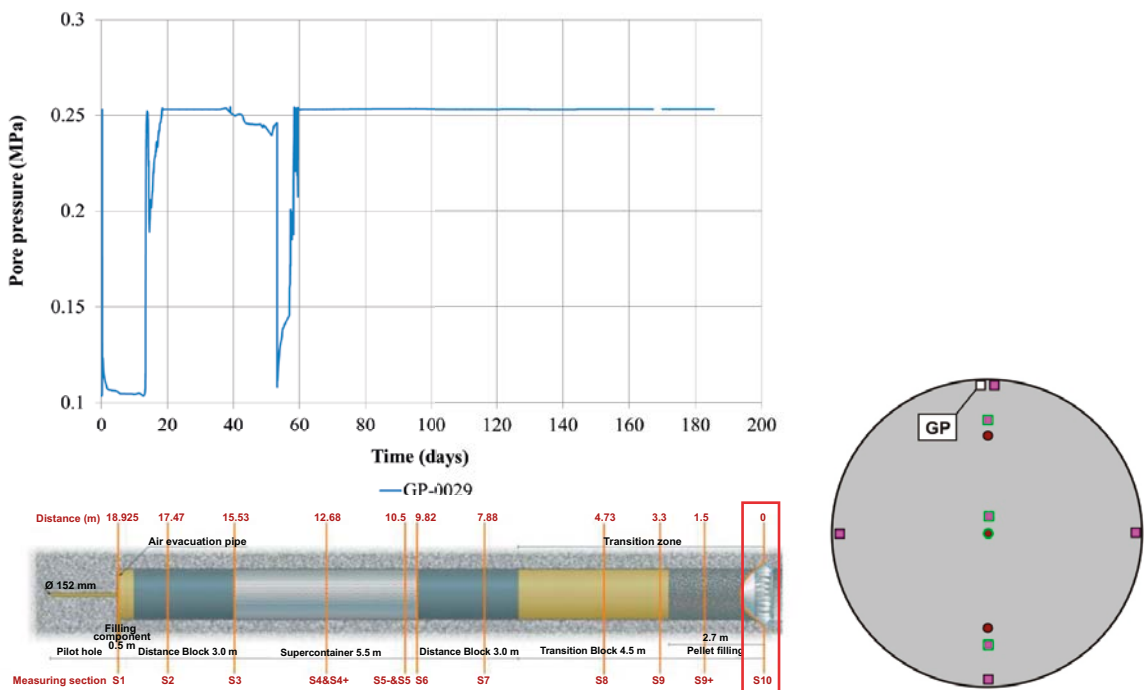 0.3
0.25
0.2
0.15
0.1
Pore pressure (MPa)
0 20 40 60 80 100 120 140 160 180 200
Time (days)
GP-0029
GP
Distance (m) 18.925 17.47 15.53 12.68 10.5 9.82 7.88 4.73 3.3 1.5 0
Air evacuation pipe
Transition zone
Ø 152 mm
Filling
component
0.5 m
2.7 m
Pilot hole Distance Block 3.0 m Supercontainer 5.5 m Distance Block 3.0 m Transition Block 4.5 m Pellet filling
Measuring section S1 S2 S3 S4&S4+ S5-&S5 S6 S7 S8 S9 S9+ S10